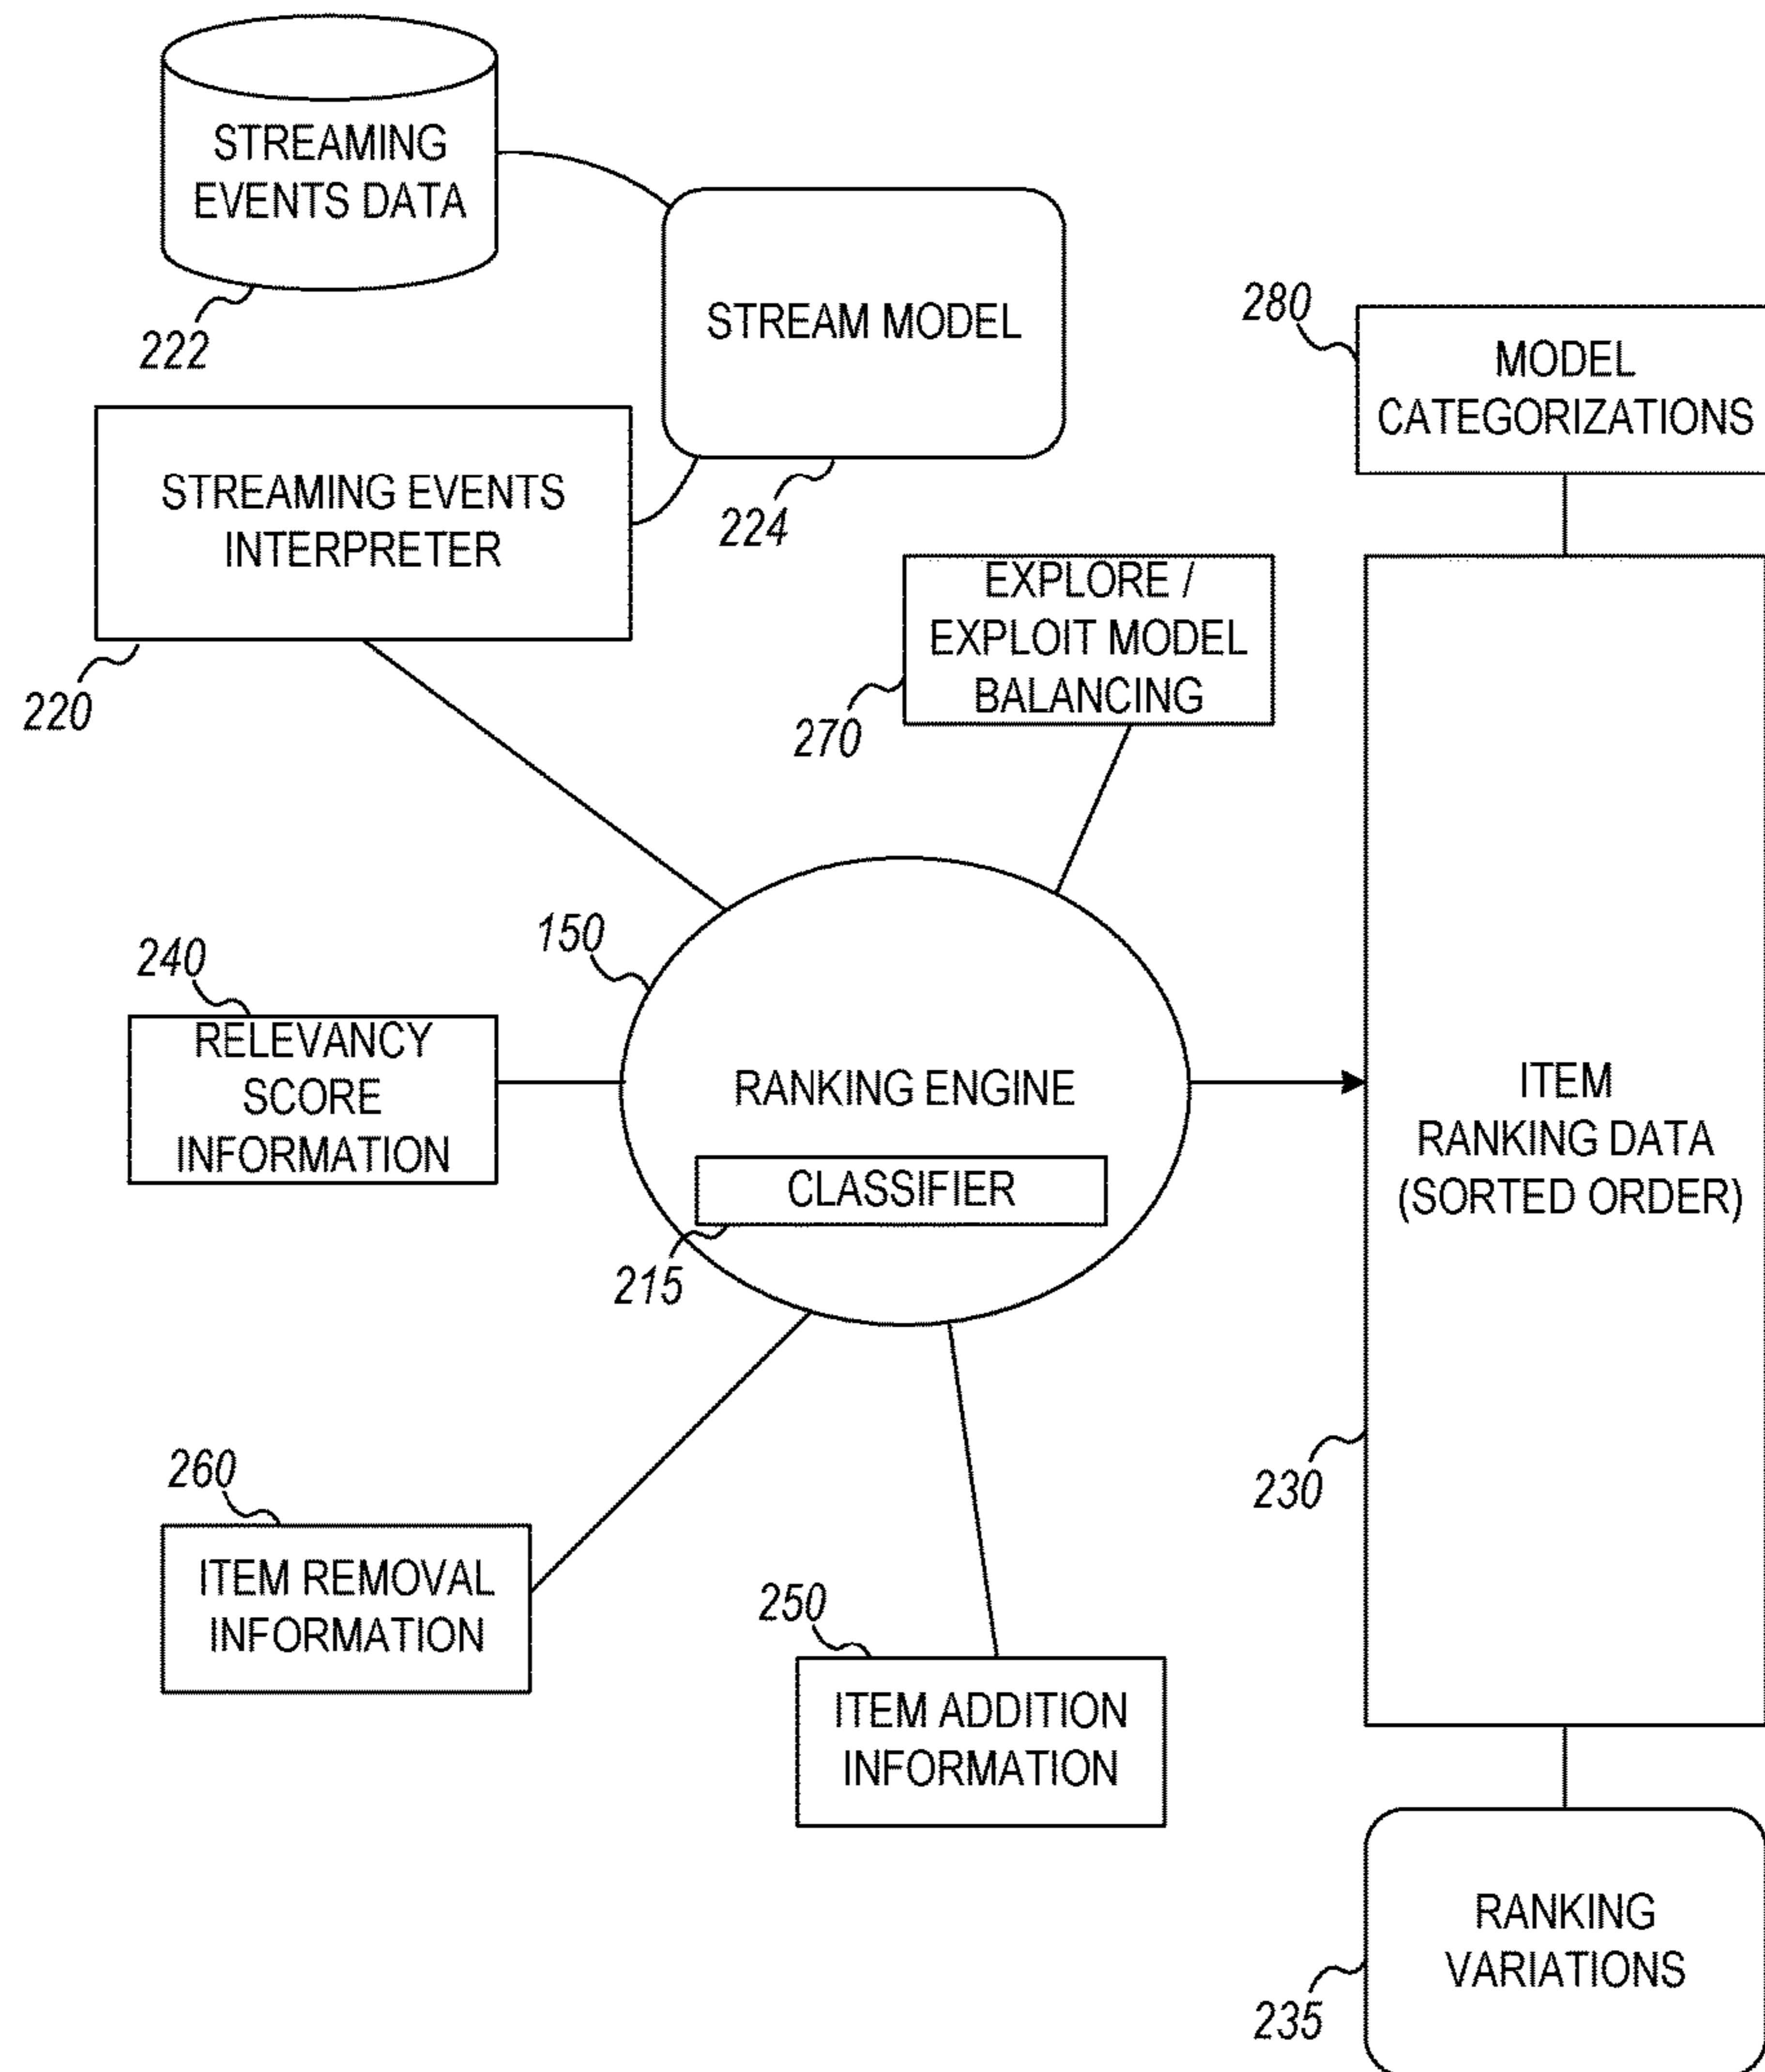 STREAMING
EVENTS DATA
222
STREAM MODEL
224
280
MODEL
CATEGORIZATIONS
STREAMING EVENTS
INTERPRETER
220
EXPLORE /
EXPLOIT MODEL
BALANCING
270
150
240
RELEVANCY
SCORE
INFORMATION
RANKING ENGINE
CLASSIFIER
215
ITEM
RANKING DATA
(SORTED ORDER)
230
260
ITEM REMOVAL
INFORMATION
250
ITEM ADDITION
INFORMATION
RANKING
VARIATIONS
235